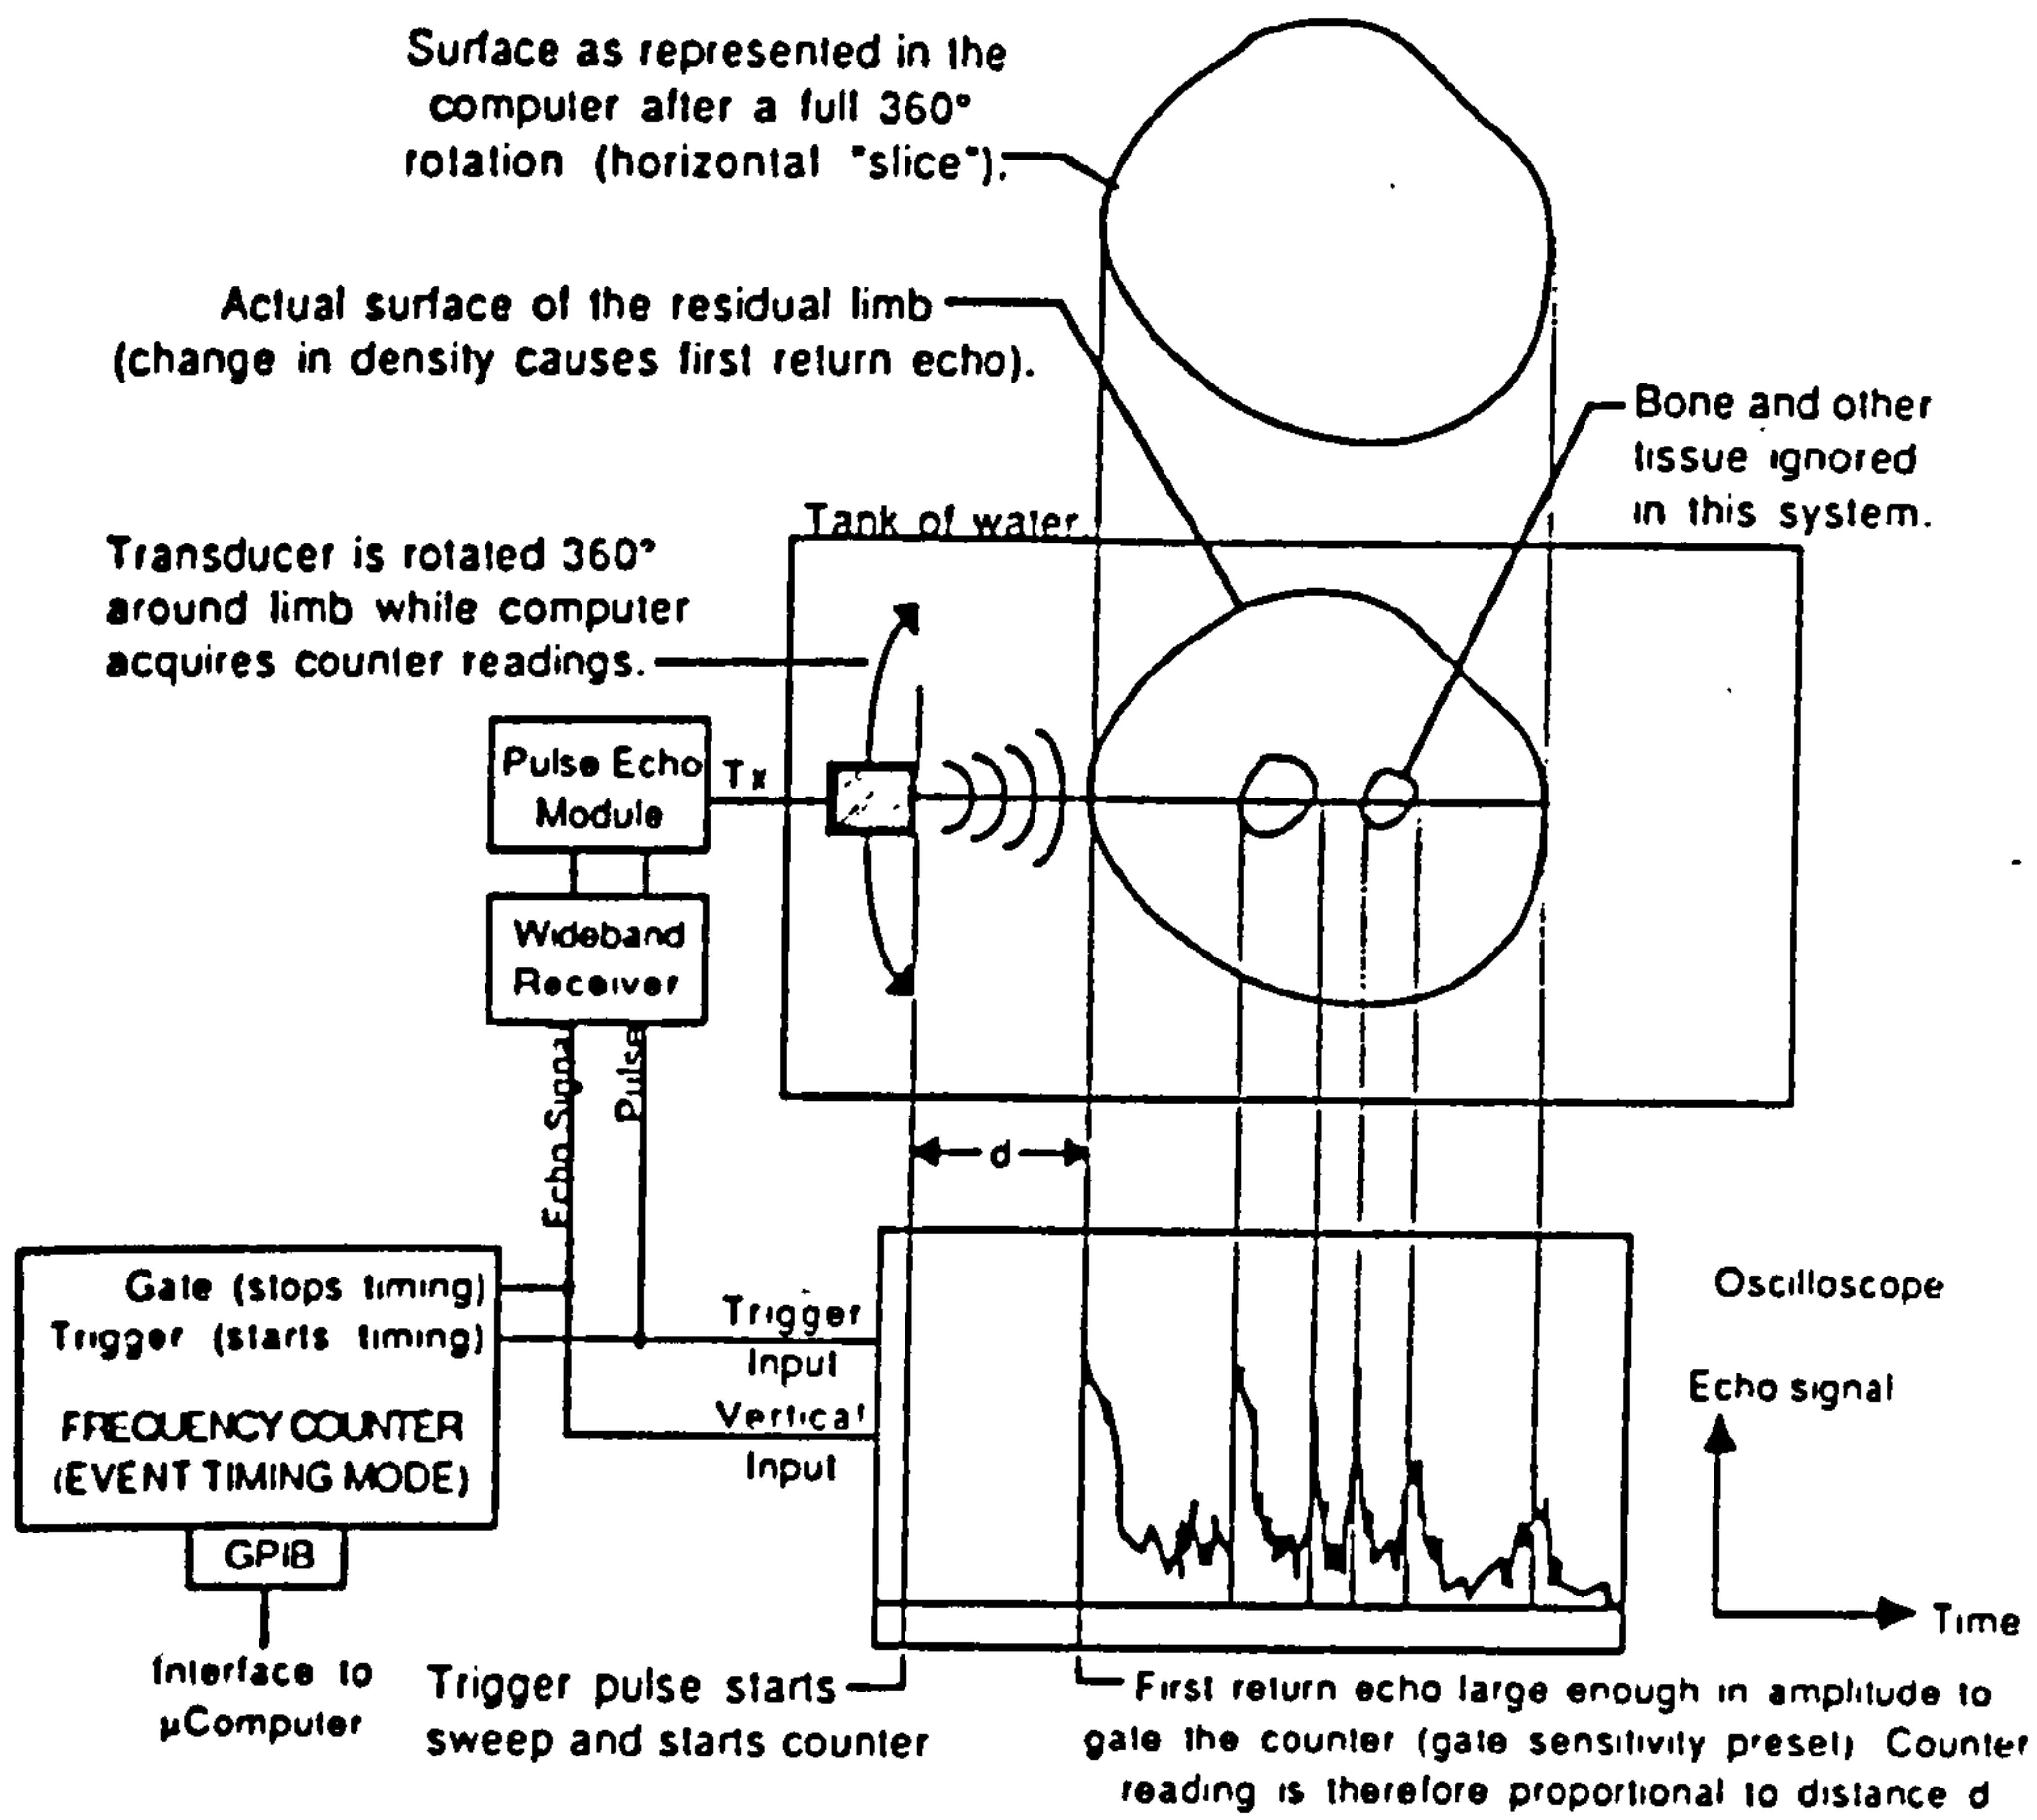 Surface as represented in the
computer after a full 360°
rotation (horizontal "slice").
Actual surface of the residual limb
(change in density causes first return echo).
Bone and other
tissue ignored
in this system.
Tank of water
Transducer is rotated 360°
around limb while computer
acquires counter readings.
Pulse Echo
Module
Tx
Wideband
Receiver
Echo Signal
Pulse
d
Gate (stops timing)
Trigger (starts timing)
FREQUENCY COUNTER
(EVENT TIMING MODE)
GPIB
Interface to
µComputer
Trigger
Input
Vertical
Input
Oscilloscope
Echo signal
Time
Trigger pulse starts
sweep and starts counter
First return echo large enough in amplitude to
gate the counter (gate sensitivity preset) Counter
reading is therefore proportional to distance d